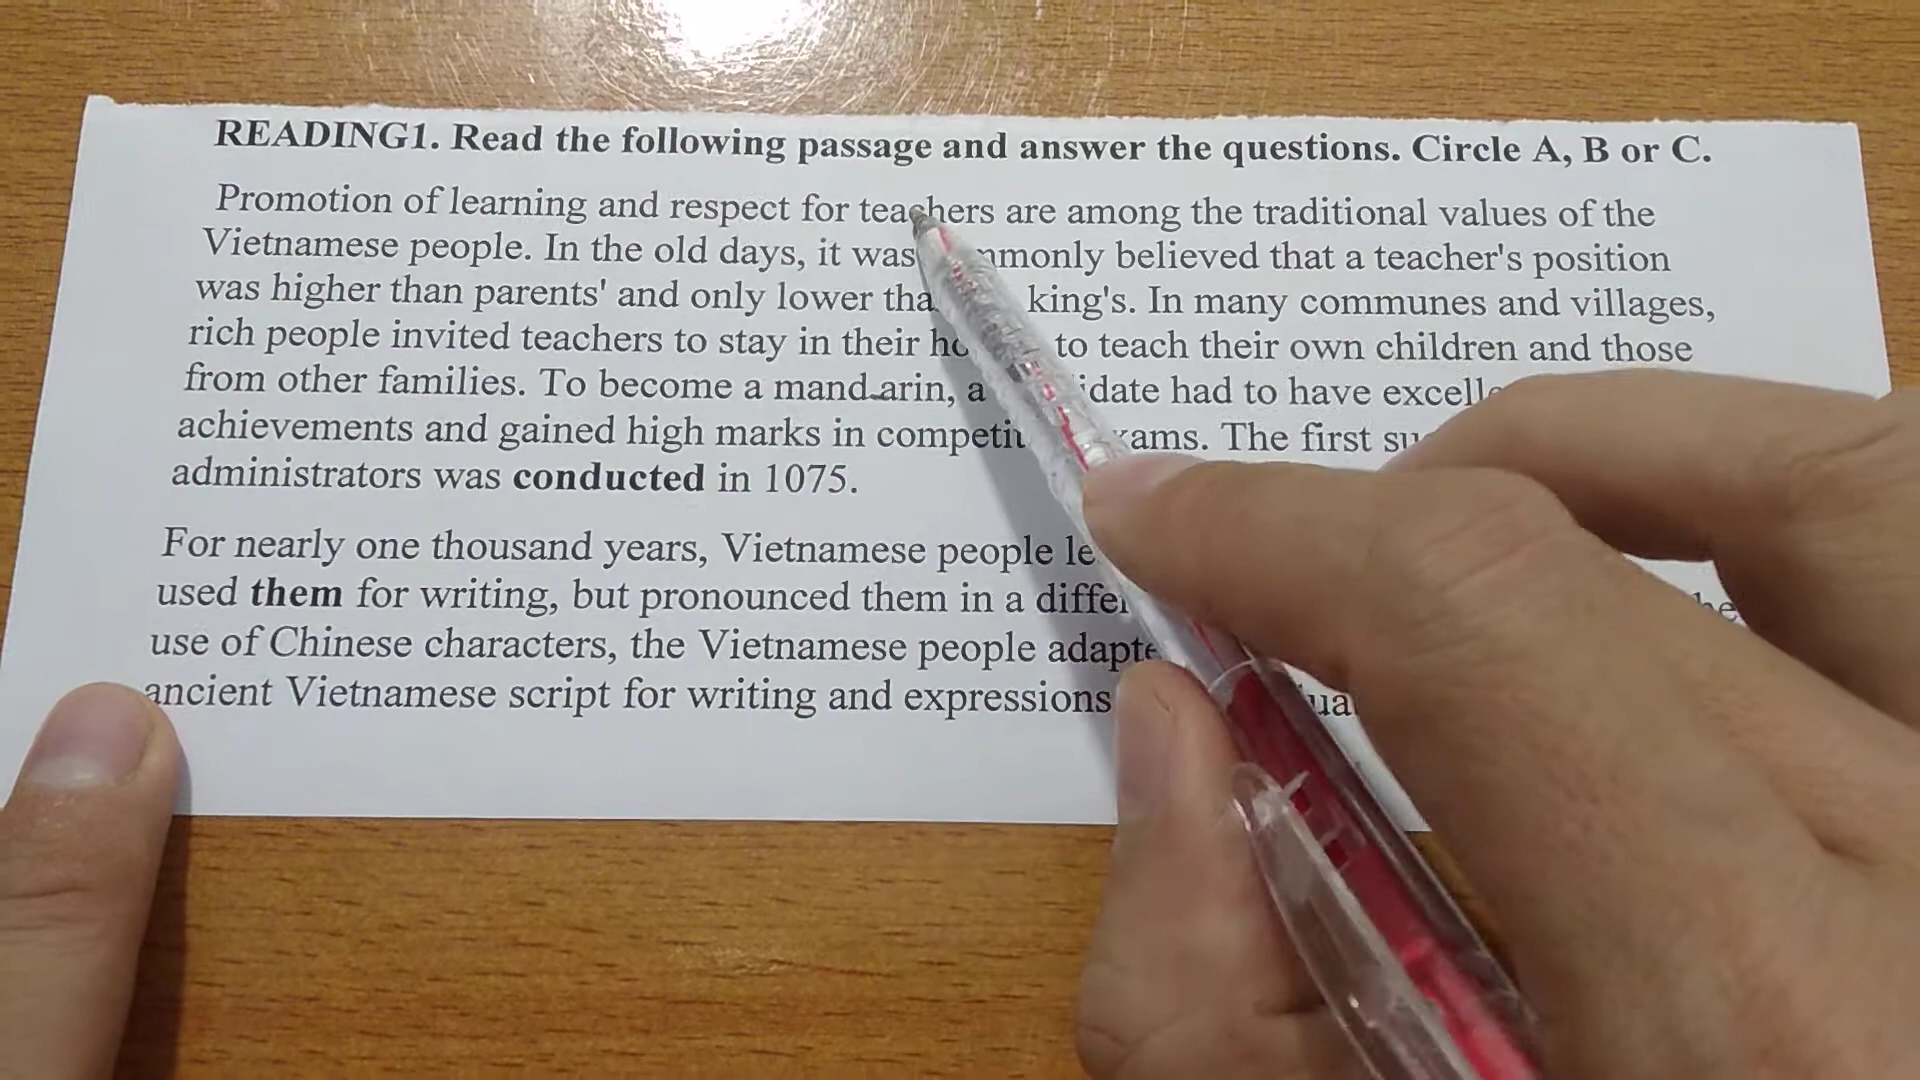 READING1. Read the following passage and answer the questions. Circle A, B or C.
Promotion of learning and respect for teachers are among the traditional values of the
Vietnamese people. In the old days, it was believed that a teacher's position
was higher than parents' and only lower king's. In many communes and villages,
rich people invited teachers to stay in their to teach their own children and those
from other families. To become a mand arin, a had to have
achievements and gained high marks in The first
administrators was conducted in 1075.
For nearly one thousand years, Vietnamese people
used them for writing, but pronounced them in a
use of Chinese characters, the Vietnamese people
ancient Vietnamese script for writing and expressions